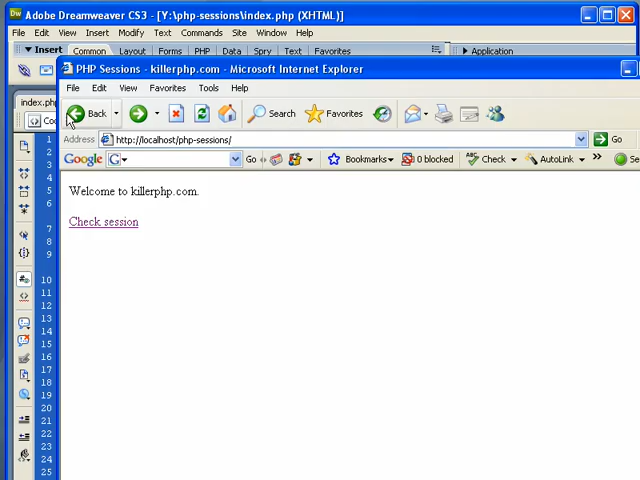 Dw Adobe Dreamweaver CS3 - [Y:\php-sessions\index.php (XHTML)]
File Edit View Insert Modify Text Commands Site Window Help
Insert Common Layout Forms PHP Data Spry Text Favorites Application
PHP Sessions - killerphp.com - Microsoft Internet Explorer
index.php
File Edit View Favorites Tools Help
Back Search Favorites
Address http://localhost/php-sessions/ Go
Google G Go Bookmarks 0 blocked Check AutoLink » Se
Welcome to killerphp.com.
Check session
1
2
3
4
5
6
7
8
9
10
11
12
13
14
15
16
17
18
19
20
21
22
23
24
25